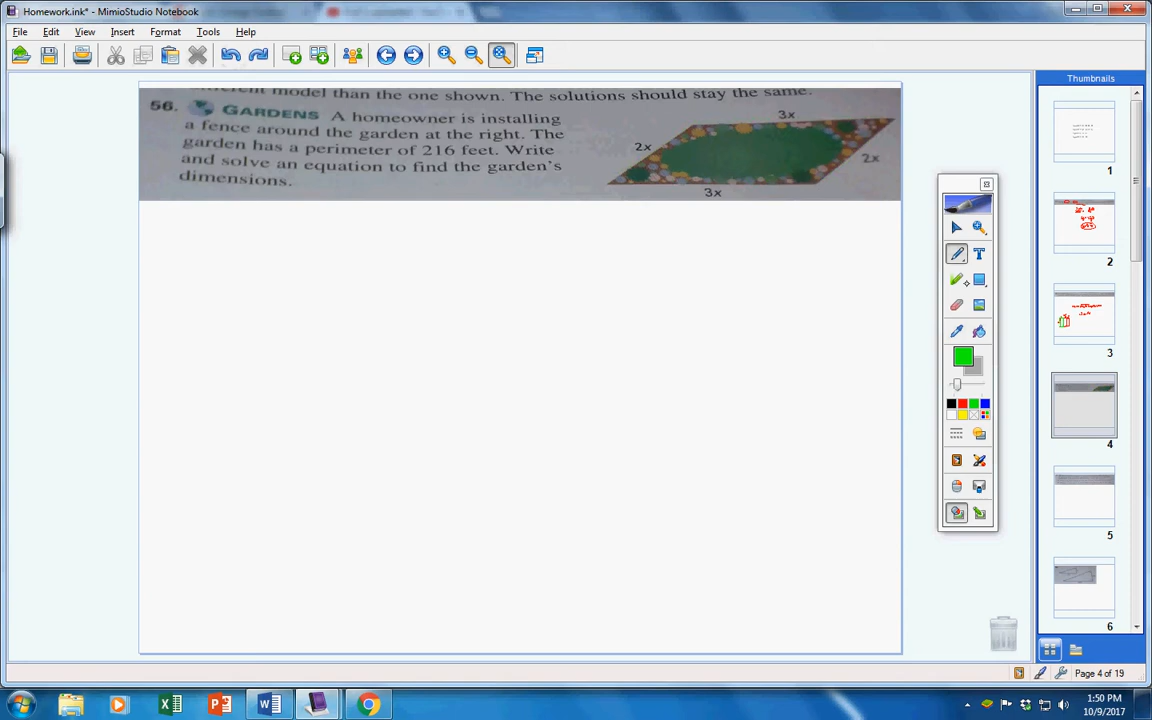 Homework.ink* - MimioStudio Notebook
File Edit View Insert Format Tools Help
Thumbnails
model than the one shown. The solutions should stay the same.
56. GARDENS A homeowner is installing
a fence around the garden at the right. The
garden has a perimeter of 216 feet. Write
and solve an equation to find the garden's
dimensions.
3x
2x
2x
3x
T
1
2
3
4
5
6
Page 4 of 19
1:50 PM
10/9/2017